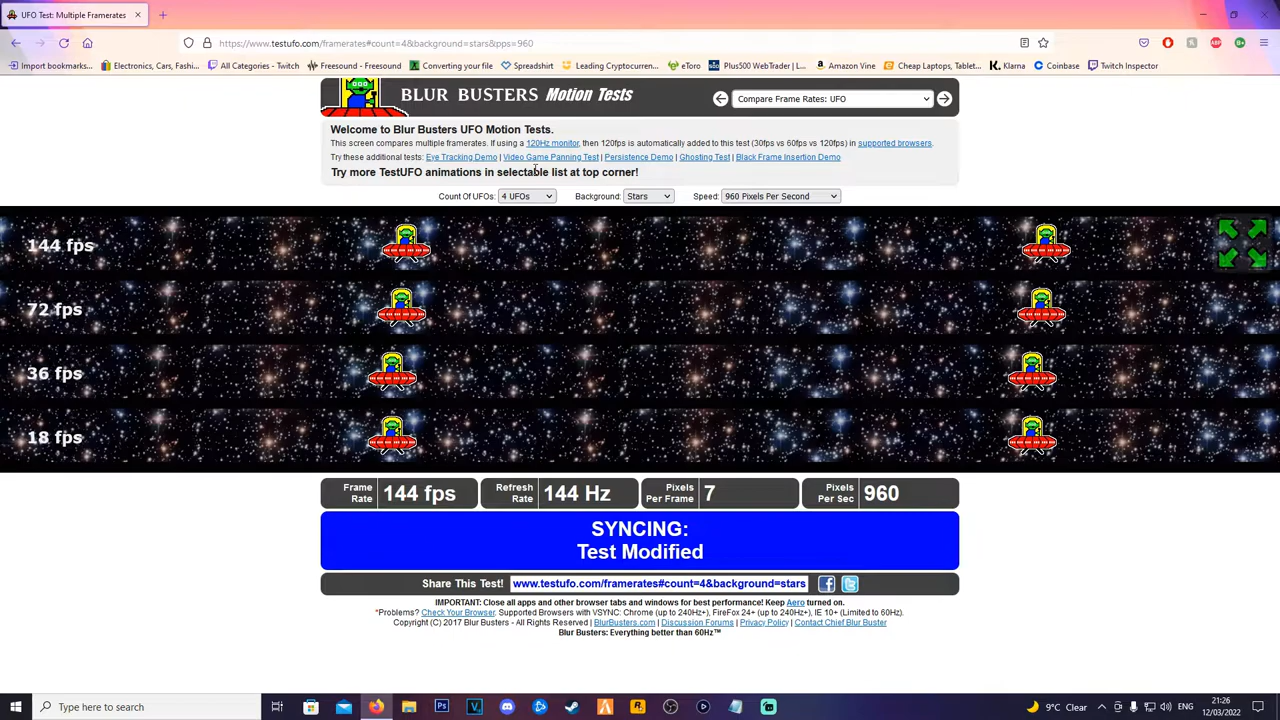 UFO Test: Multiple Framerates
https://www.testufo.com/framerates#count=4&background=stars&pps=960
Import bookmarks...
Electronics, Cars, Fashi...
All Categories - Twitch
Freesound - Freesound
Converting your file
Spreadshirt
Leading Cryptocurren...
eToro
Plus500 WebTrader | L...
Amazon Vine
Cheap Laptops, Tablet...
Klarna
Coinbase
Twitch Inspector
BLUR BUSTERS Motion Tests
Compare Frame Rates: UFO
Welcome to Blur Busters UFO Motion Tests.
This screen compares multiple framerates. If using a 120Hz monitor, then 120fps is automatically added to this test (30fps vs 60fps vs 120fps) in supported browsers.
Try these additional tests: Eye Tracking Demo | Video Game Panning Test | Persistence Demo | Ghosting Test | Black Frame Insertion Demo
Try more TestUFO animations in selectable list at top corner!
Count Of UFOs: 4 UFOs Background: Stars Speed: 960 Pixels Per Second
144 fps
72 fps
36 fps
18 fps
Frame Rate 144 fps
Refresh Rate 144 Hz
Pixels Per Frame 7
Pixels Per Sec 960
SYNCING:
Test Modified
Share This Test! www.testufo.com/framerates#count=4&background=stars
IMPORTANT: Close all apps and other browser tabs and windows for best performance! Keep Aero turned on.
*Problems? Check Your Browser. Supported Browsers with VSYNC: Chrome (up to 240Hz+), FireFox 24+ (up to 240Hz+), IE 10+ (Limited to 60Hz).
Copyright (C) 2017 Blur Busters - All Rights Reserved | BlurBusters.com | Discussion Forums | Privacy Policy | Contact Chief Blur Buster
Blur Busters: Everything better than 60Hz™
Type here to search
9°C Clear
ENG
21:26
12/03/2022